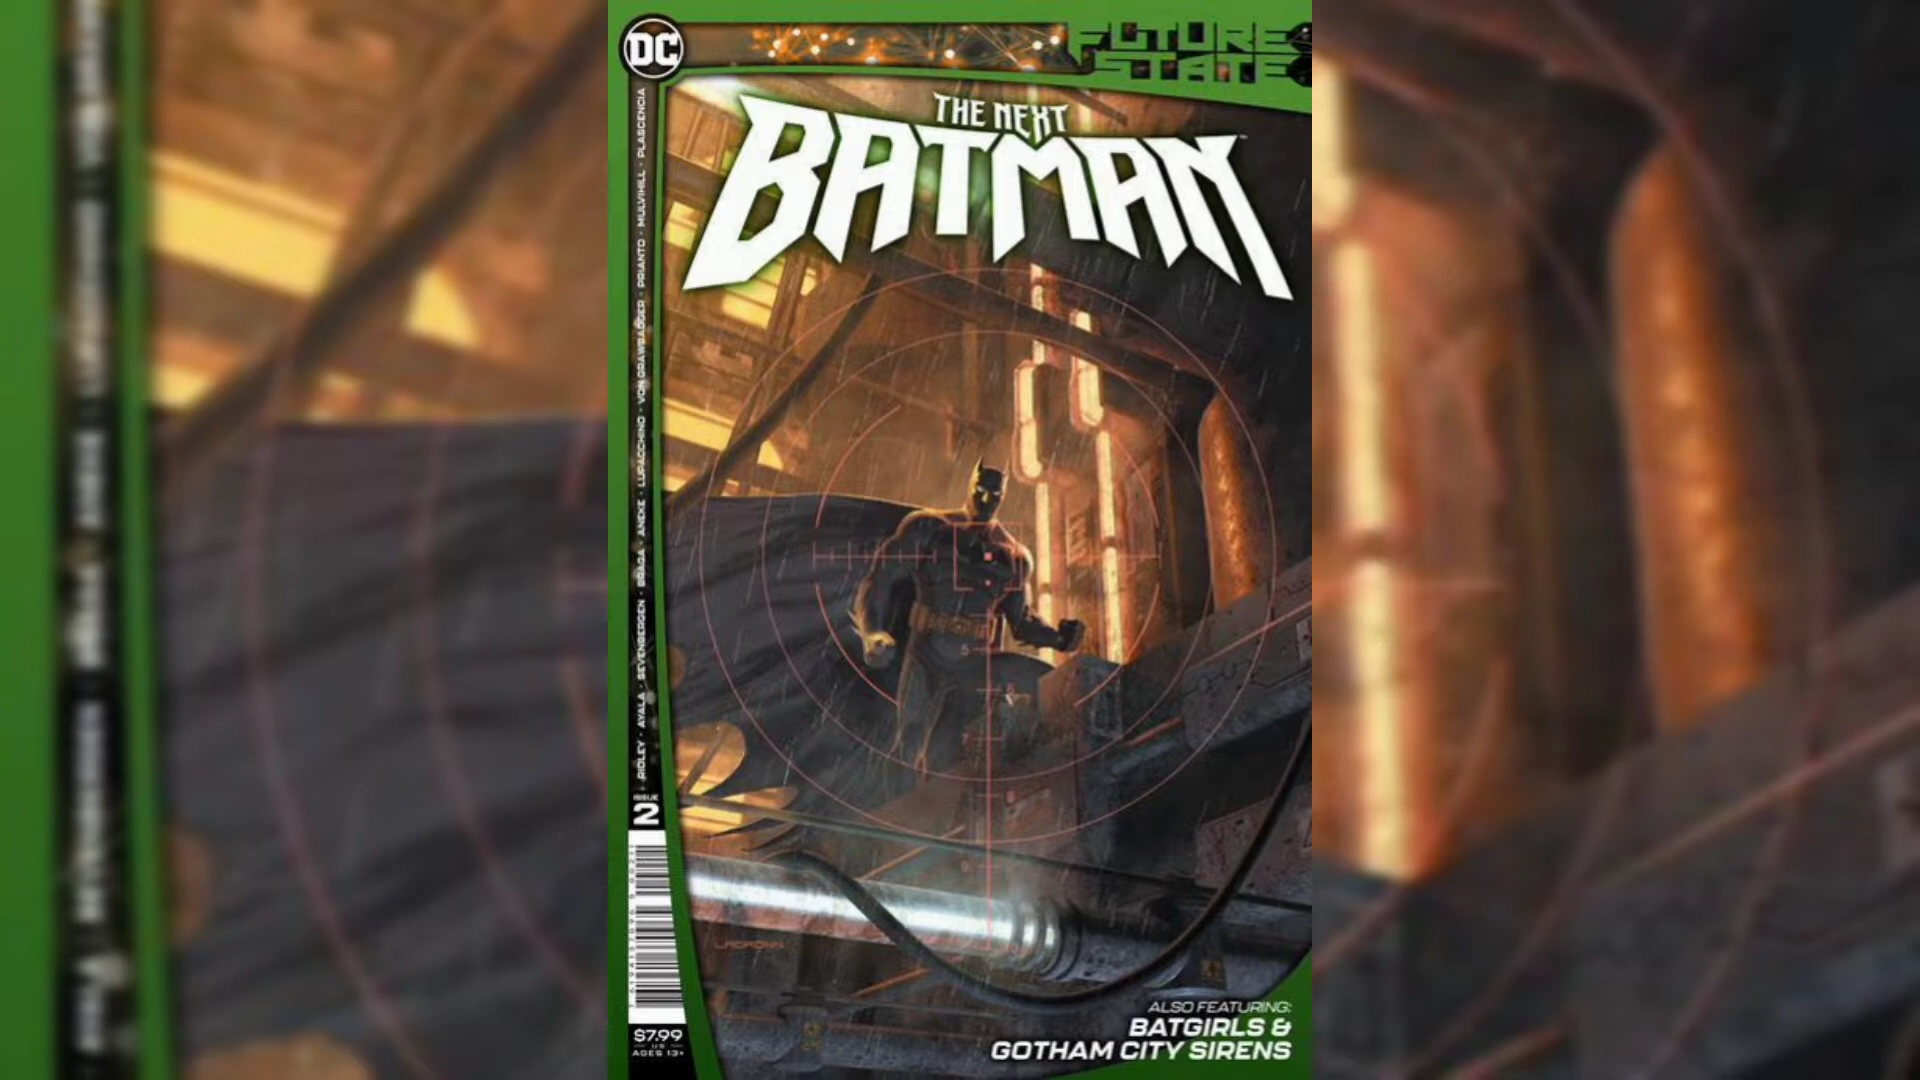 DC
FUTURE
STATE
THE NEXT
BATMAN
RIDLEY · AYALA · SEVENBERGEN · BRAGA · ANEKE · LUPACCHINO · VON GRAWBADGER · PRIANTO · MULVIHILL · PLASCENCIA
ISSUE
2
$7.99
US
AGES 13+
ALSO FEATURING:
BATGIRLS &
GOTHAM CITY SIRENS